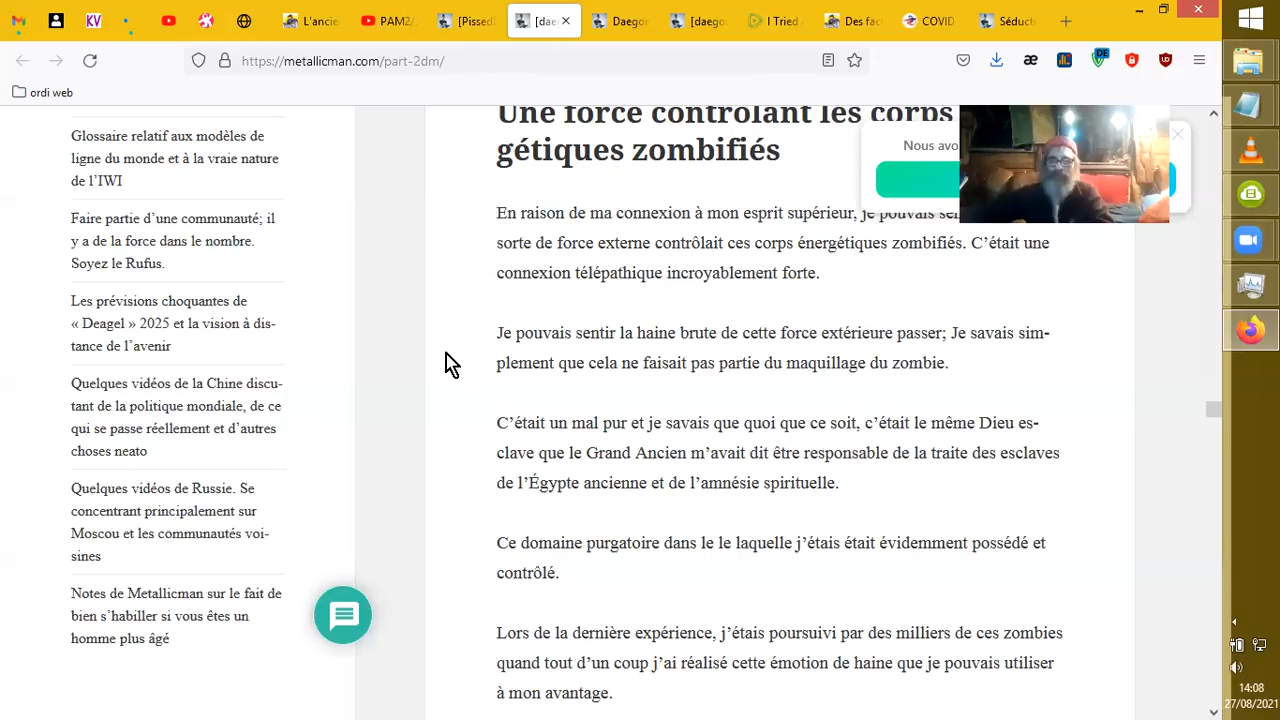 L'ancie
PAM2/
[Pissed
[dae
Daegon
[daego
I Tried
Des fac
COVID
Séducti
https://metallicman.com/part-2dm/
ordi web
Glossaire relatif aux modèles de
ligne du monde et à la vraie nature
de l'IWI
Faire partie d'une communauté; il
y a de la force dans le nombre.
Soyez le Rufus.
Les prévisions choquantes de
« Deagel » 2025 et la vision à dis-
tance de l'avenir
Quelques vidéos de la Chine discu-
tant de la politique mondiale, de ce
qui se passe réellement et d'autres
choses neato
Quelques vidéos de Russie. Se
concentrant principalement sur
Moscou et les communautés voi-
sines
Notes de Metallicman sur le fait de
bien s'habiller si vous êtes un
homme plus âgé
Une force controlant les corps
gétiques zombifiés
Nous avo
En raison de ma connexion à mon esprit supérieur, je pouvais
sorte de force externe contrôlait ces corps énergétiques zombifiés. C'était une
connexion télépathique incroyablement forte.
Je pouvais sentir la haine brute de cette force extérieure passer; Je savais sim-
plement que cela ne faisait pas partie du maquillage du zombie.
C'était un mal pur et je savais que quoi que ce soit, c'était le même Dieu es-
clave que le Grand Ancien m'avait dit être responsable de la traite des esclaves
de l'Égypte ancienne et de l'amnésie spirituelle.
Ce domaine purgatoire dans le le laquelle j'étais était évidemment possédé et
contrôlé.
Lors de la dernière expérience, j'étais poursuivi par des milliers de ces zombies
quand tout d'un coup j'ai réalisé cette émotion de haine que je pouvais utiliser
à mon avantage.
KV
æ
DE
14:08
27/08/2021